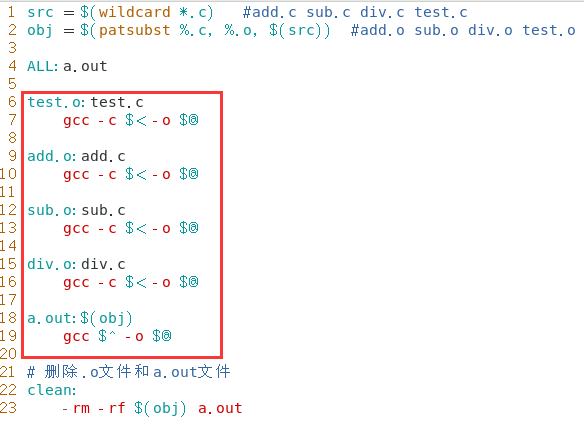 1 src = $(wildcard *.c)   #add.c sub.c div.c test.c
2 obj = $(patsubst %.c, %.o, $(src))  #add.o sub.o div.o test.o
3
4 ALL:a.out
5
6 test.o:test.c
7     gcc -c $< -o $@
8
9 add.o:add.c
10     gcc -c $< -o $@
11
12 sub.o:sub.c
13     gcc -c $< -o $@
14
15 div.o:div.c
16     gcc -c $< -o $@
17
18 a.out:$(obj)
19     gcc $^ -o $@
20
21 # 删除.o文件和a.out文件
22 clean:
23     -rm -rf $(obj) a.out